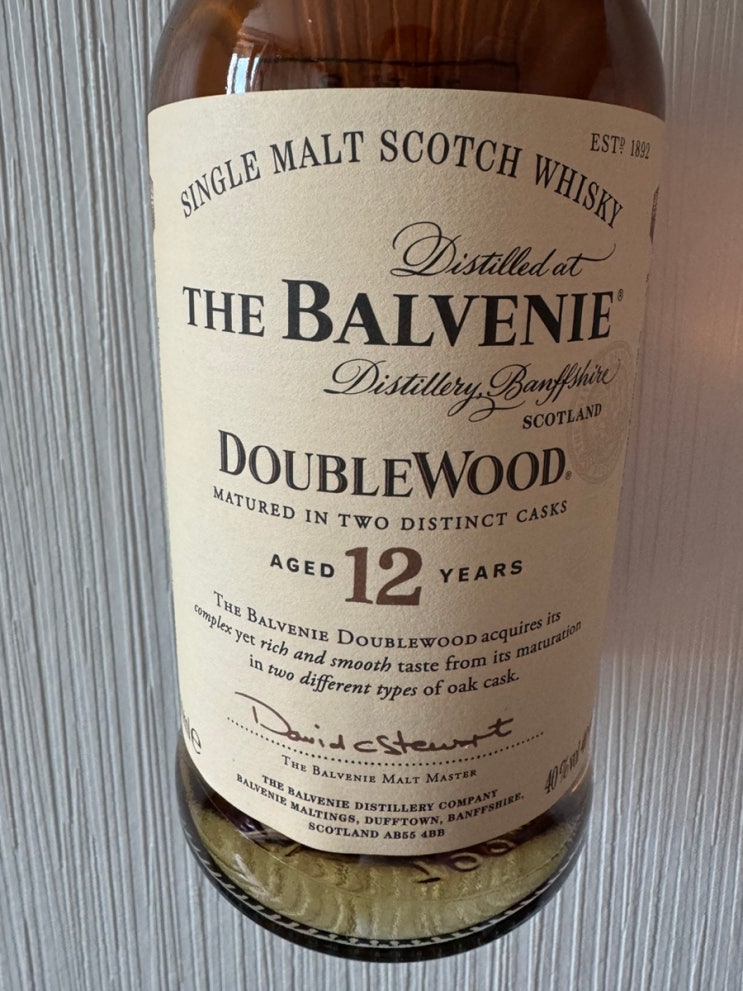 ESTD 1892
SINGLE MALT SCOTCH WHISKY
Distilled at
THE BALVENIE®
Distillery, Banffshire
SCOTLAND
DOUBLEWOOD®
MATURED IN TWO DISTINCT CASKS
AGED 12 YEARS
THE BALVENIE DOUBLEWOOD acquires its
complex yet rich and smooth taste from its maturation
in two different types of oak cask.
David C Stewart
THE BALVENIE MALT MASTER
THE BALVENIE DISTILLERY COMPANY
BALVENIE MALTINGS, DUFFTOWN, BANFFSHIRE,
SCOTLAND AB55 4BB
40%vol